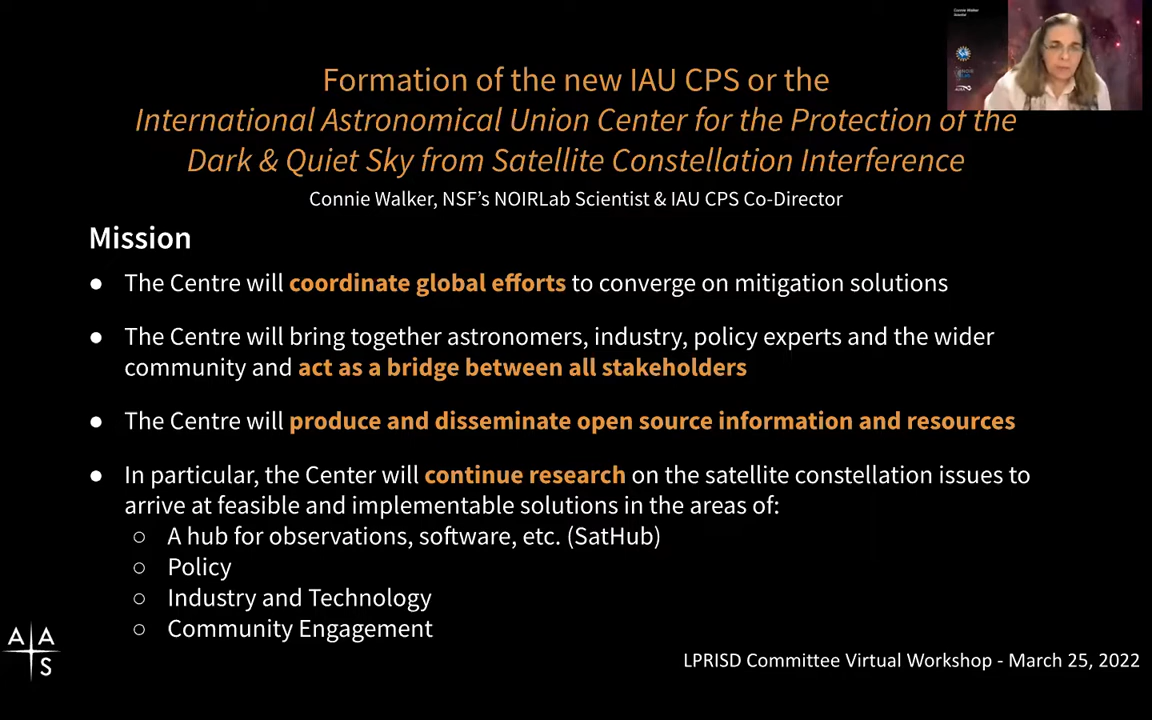 Connie Walker
Formation of the new IAU CPS or the
International Astronomical Union Center for the Protection of the
Dark & Quiet Sky from Satellite Constellation Interference
Connie Walker, NSF's NOIRLab Scientist & IAU CPS Co-Director
Mission
● The Centre will coordinate global efforts to converge on mitigation solutions
● The Centre will bring together astronomers, industry, policy experts and the wider
community and act as a bridge between all stakeholders
● The Centre will produce and disseminate open source information and resources
● In particular, the Center will continue research on the satellite constellation issues to
arrive at feasible and implementable solutions in the areas of:
○ A hub for observations, software, etc. (SatHub)
○ Policy
○ Industry and Technology
○ Community Engagement
A A
S
LPRISD Committee Virtual Workshop - March 25, 2022